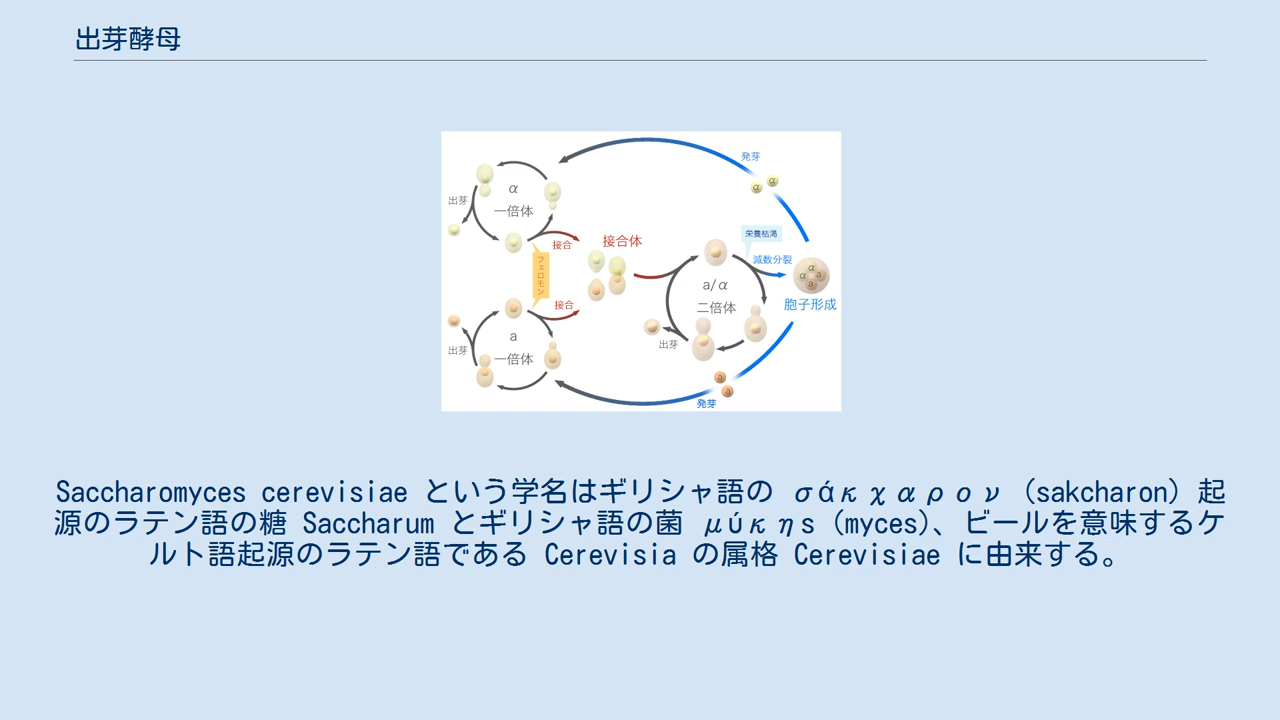 出芽酵母
発芽
α
α
α
一倍体
出芽
接合
接合体
フェロモン
栄養枯渇
減数分裂
α
α
a
a
胞子形成
a/α
二倍体
出芽
接合
a
一倍体
出芽
a
a
発芽
Saccharomyces cerevisiae という学名はギリシャ語の σάκχαρον (sakcharon) 起
源のラテン語の糖 Saccharum とギリシャ語の菌 μύκηs (myces)、ビールを意味するケ
ルト語起源のラテン語である Cerevisia の属格 Cerevisiae に由来する。